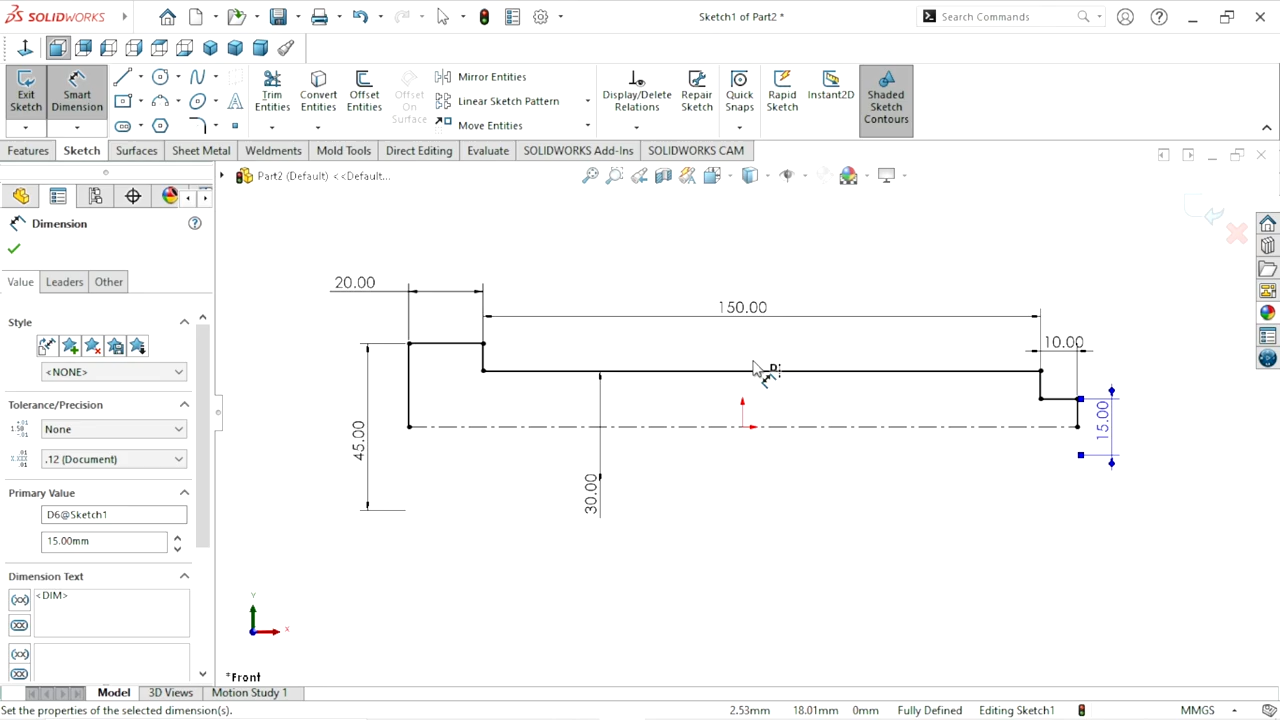 SOLIDWORKS
Sketch1 of Part2 *
Search Commands
Exit Sketch
Smart Dimension
Trim Entities
Convert Entities
Offset Entities
Offset On Surface
Mirror Entities
Linear Sketch Pattern
Move Entities
Display/Delete Relations
Repair Sketch
Quick Snaps
Rapid Sketch
Instant2D
Shaded Sketch Contours
Features
Sketch
Surfaces
Sheet Metal
Weldments
Mold Tools
Direct Editing
Evaluate
SOLIDWORKS Add-Ins
SOLIDWORKS CAM
Part2 (Default) <<Default...
Dimension
Value
Leaders
Other
Style
<NONE>
Tolerance/Precision
None
.12 (Document)
Primary Value
D6@Sketch1
15.00mm
Dimension Text
<DIM>
20.00
150.00
10.00
15.00
45.00
30.00
Y
X
*Front
Model
3D Views
Motion Study 1
Set the properties of the selected dimension(s).
2.53mm
18.01mm
0mm
Fully Defined
Editing Sketch1
MMGS